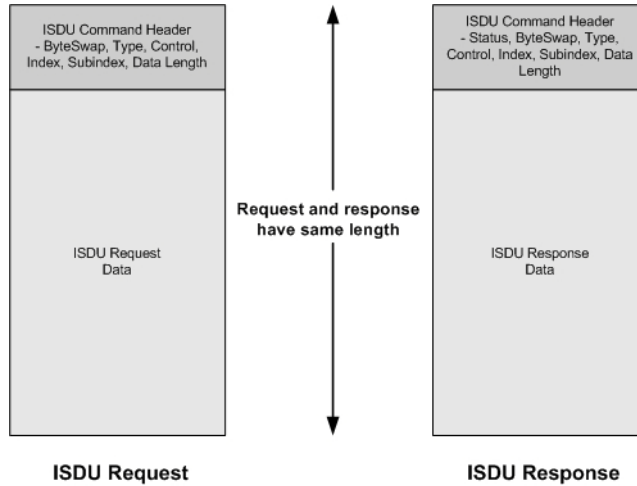 ISDU Command Header
- ByteSwap, Type, Control,
Index, Subindex, Data Length
ISDU Request
Data
ISDU Request
Request and response
have same length
ISDU Command Header
- Status, ByteSwap, Type,
Control, Index, Subindex, Data
Length
ISDU Response
Data
ISDU Response